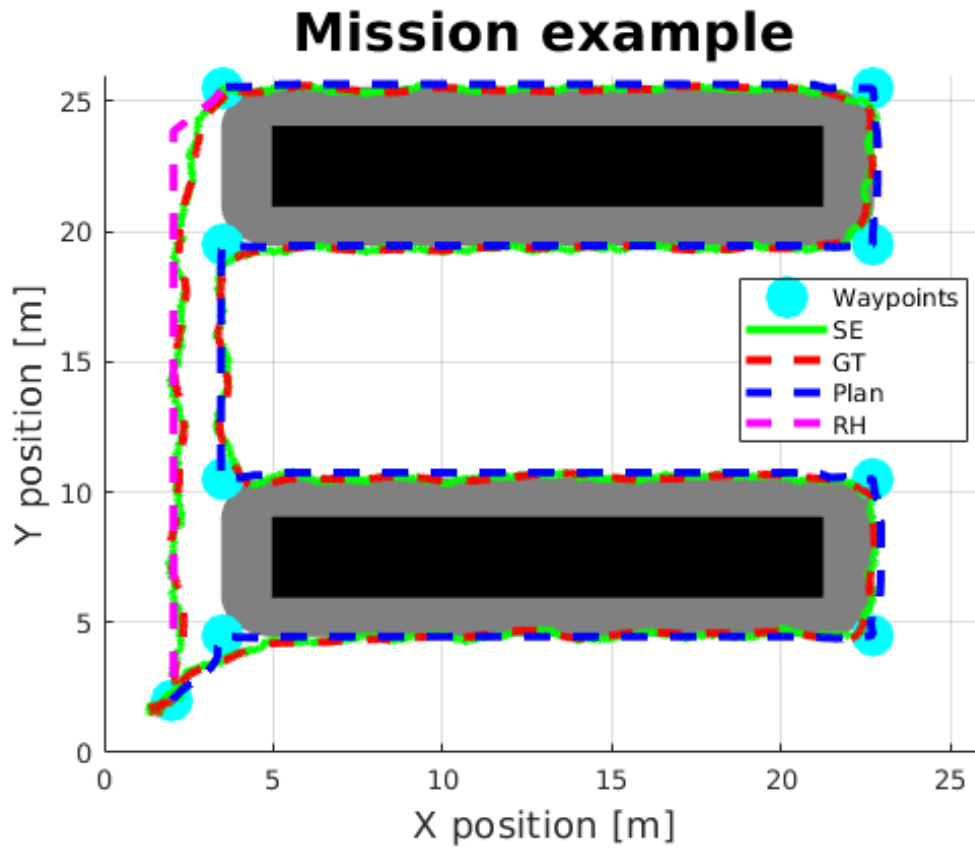 Mission example
Y position [m]
25
20
15
10
5
0
Waypoints
SE
GT
Plan
RH
0 5 10 15 20 25
X position [m]